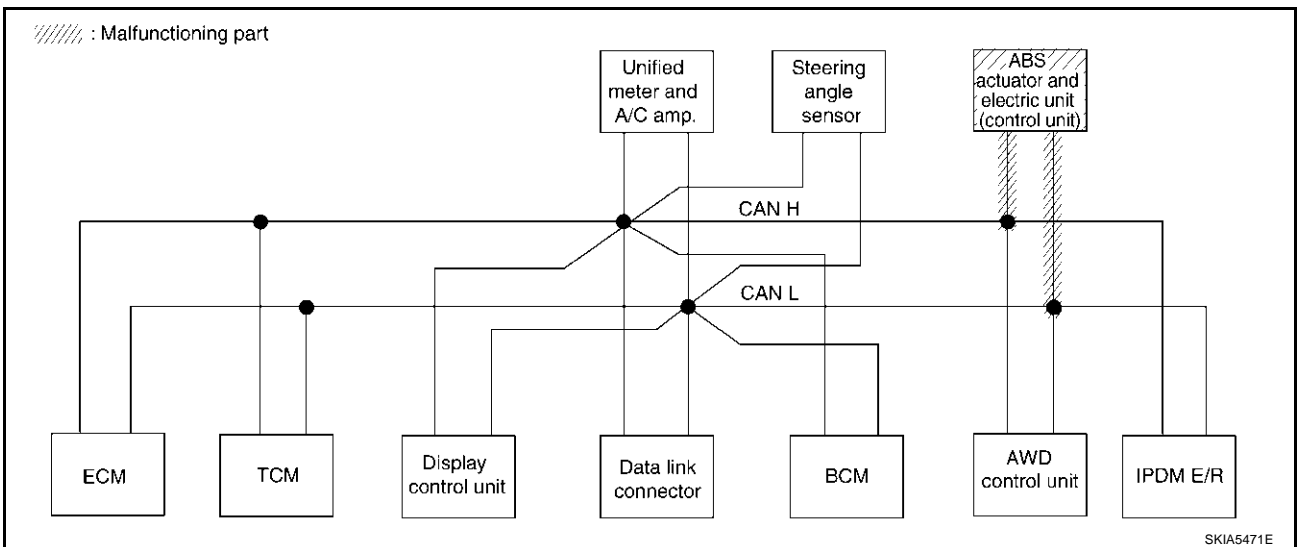 : Malfunctioning part
Unified
meter and
A/C amp.
Steering
angle
sensor
ABS
actuator and
electric unit
(control unit)
CAN H
CAN L
ECM
TCM
Display
control unit
Data link
connector
BCM
AWD
control unit
IPDM E/R
SKIA5471E